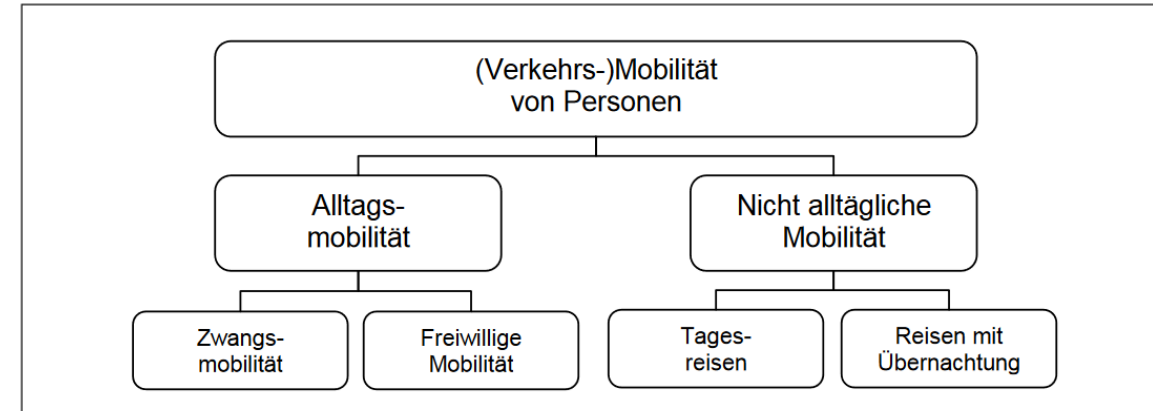 (Verkehrs-)Mobilität
von Personen
Alltags-
mobilität
Nicht alltägliche
Mobilität
Zwangs-
mobilität
Freiwillige
Mobilität
Tages-
reisen
Reisen mit
Übernachtung